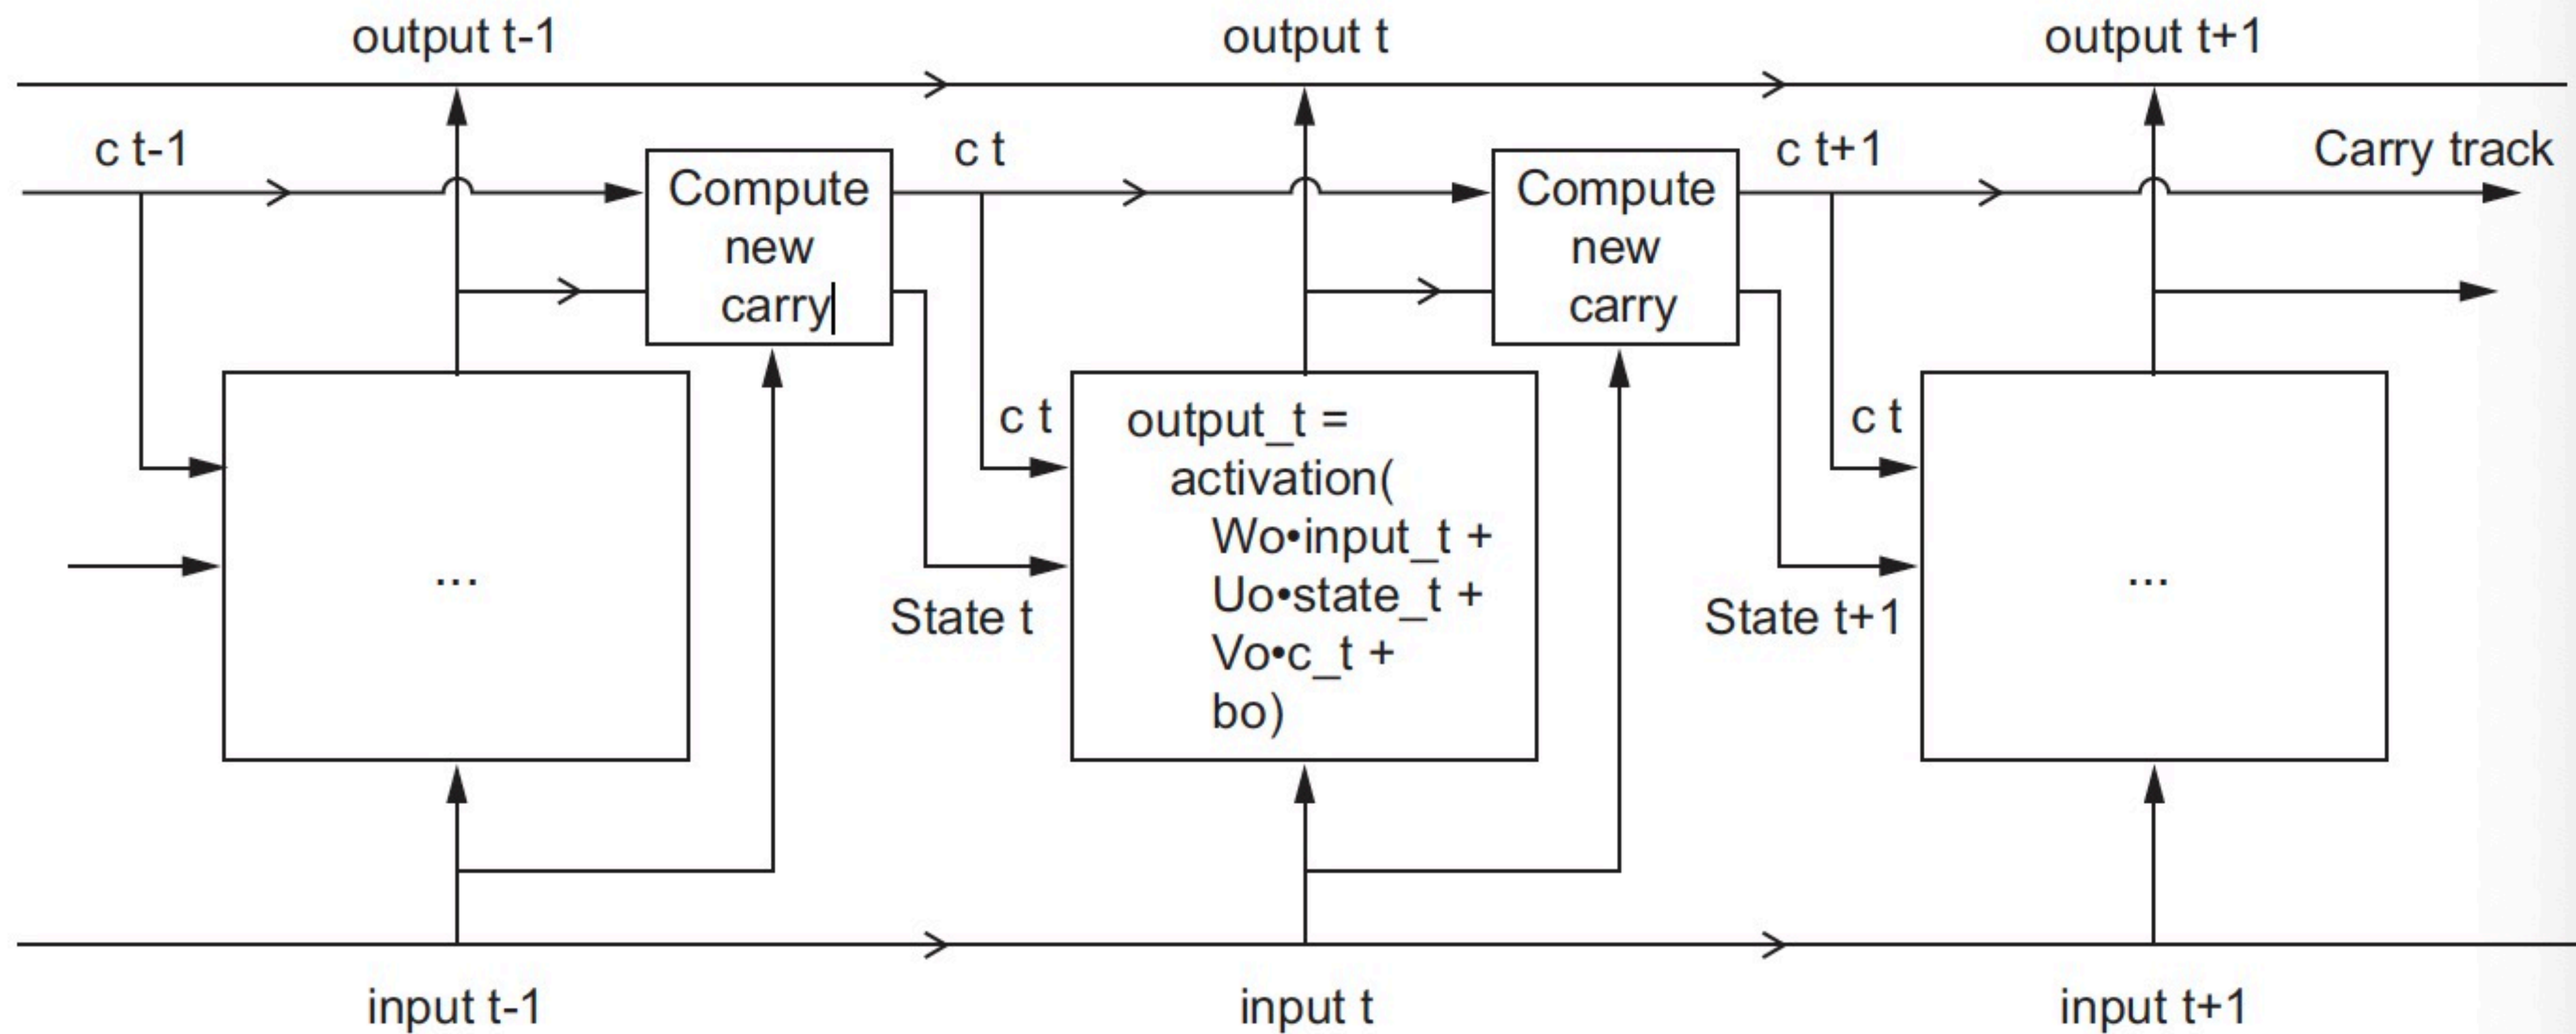 output t-1
output t
output t+1
c t-1
c t
c t+1
Carry track
Compute
new
carry
Compute
new
carry
c t
output_t =
activation(
Wo•input_t +
Uo•state_t +
Vo•c_t +
bo)
c t
...
...
State t
State t+1
input t-1
input t
input t+1